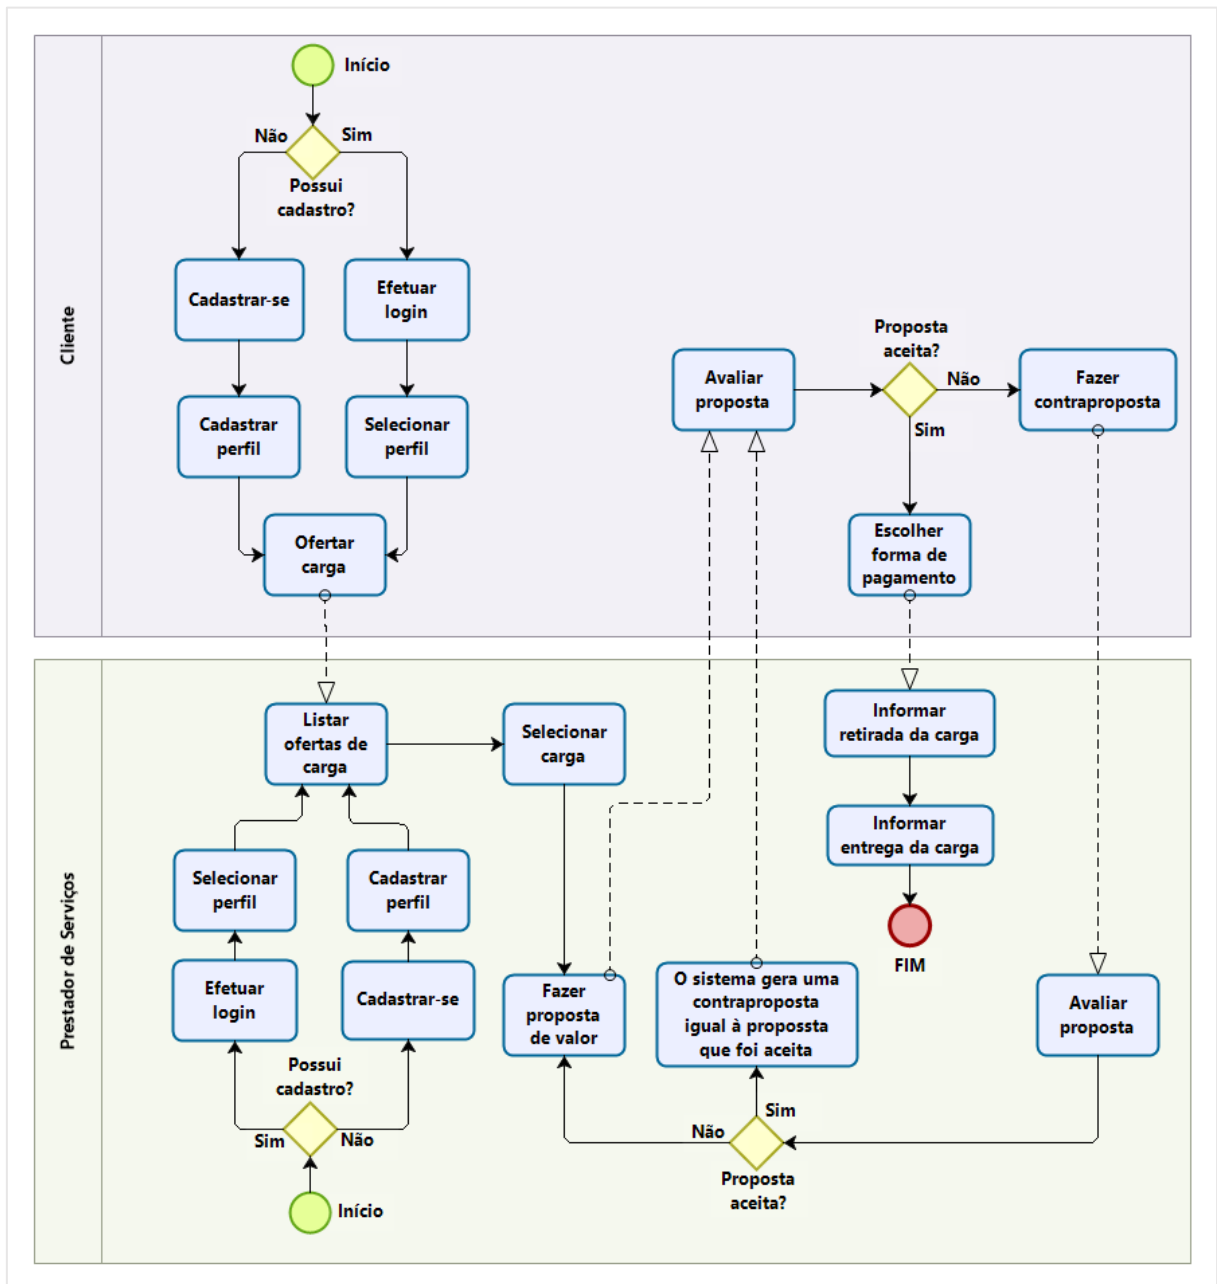 Cliente
Início
Não
Sim
Possui
cadastro?
Cadastrar-se
Efetuar
login
Cadastrar
perfil
Selecionar
perfil
Ofertar
carga
Avaliar
proposta
Proposta
aceita?
Não
Sim
Fazer
contraproposta
Escolher
forma de
pagamento
Prestador de Serviços
Listar
ofertas de
carga
Selecionar
carga
Informar
retirada da carga
Informar
entrega da carga
FIM
Selecionar
perfil
Cadastrar
perfil
Efetuar
login
Cadastrar-se
Possui
cadastro?
Sim
Não
Início
Fazer
proposta
de valor
O sistema gera uma
contraproposta
igual à propossta
que foi aceita
Avaliar
proposta
Sim
Não
Proposta
aceita?